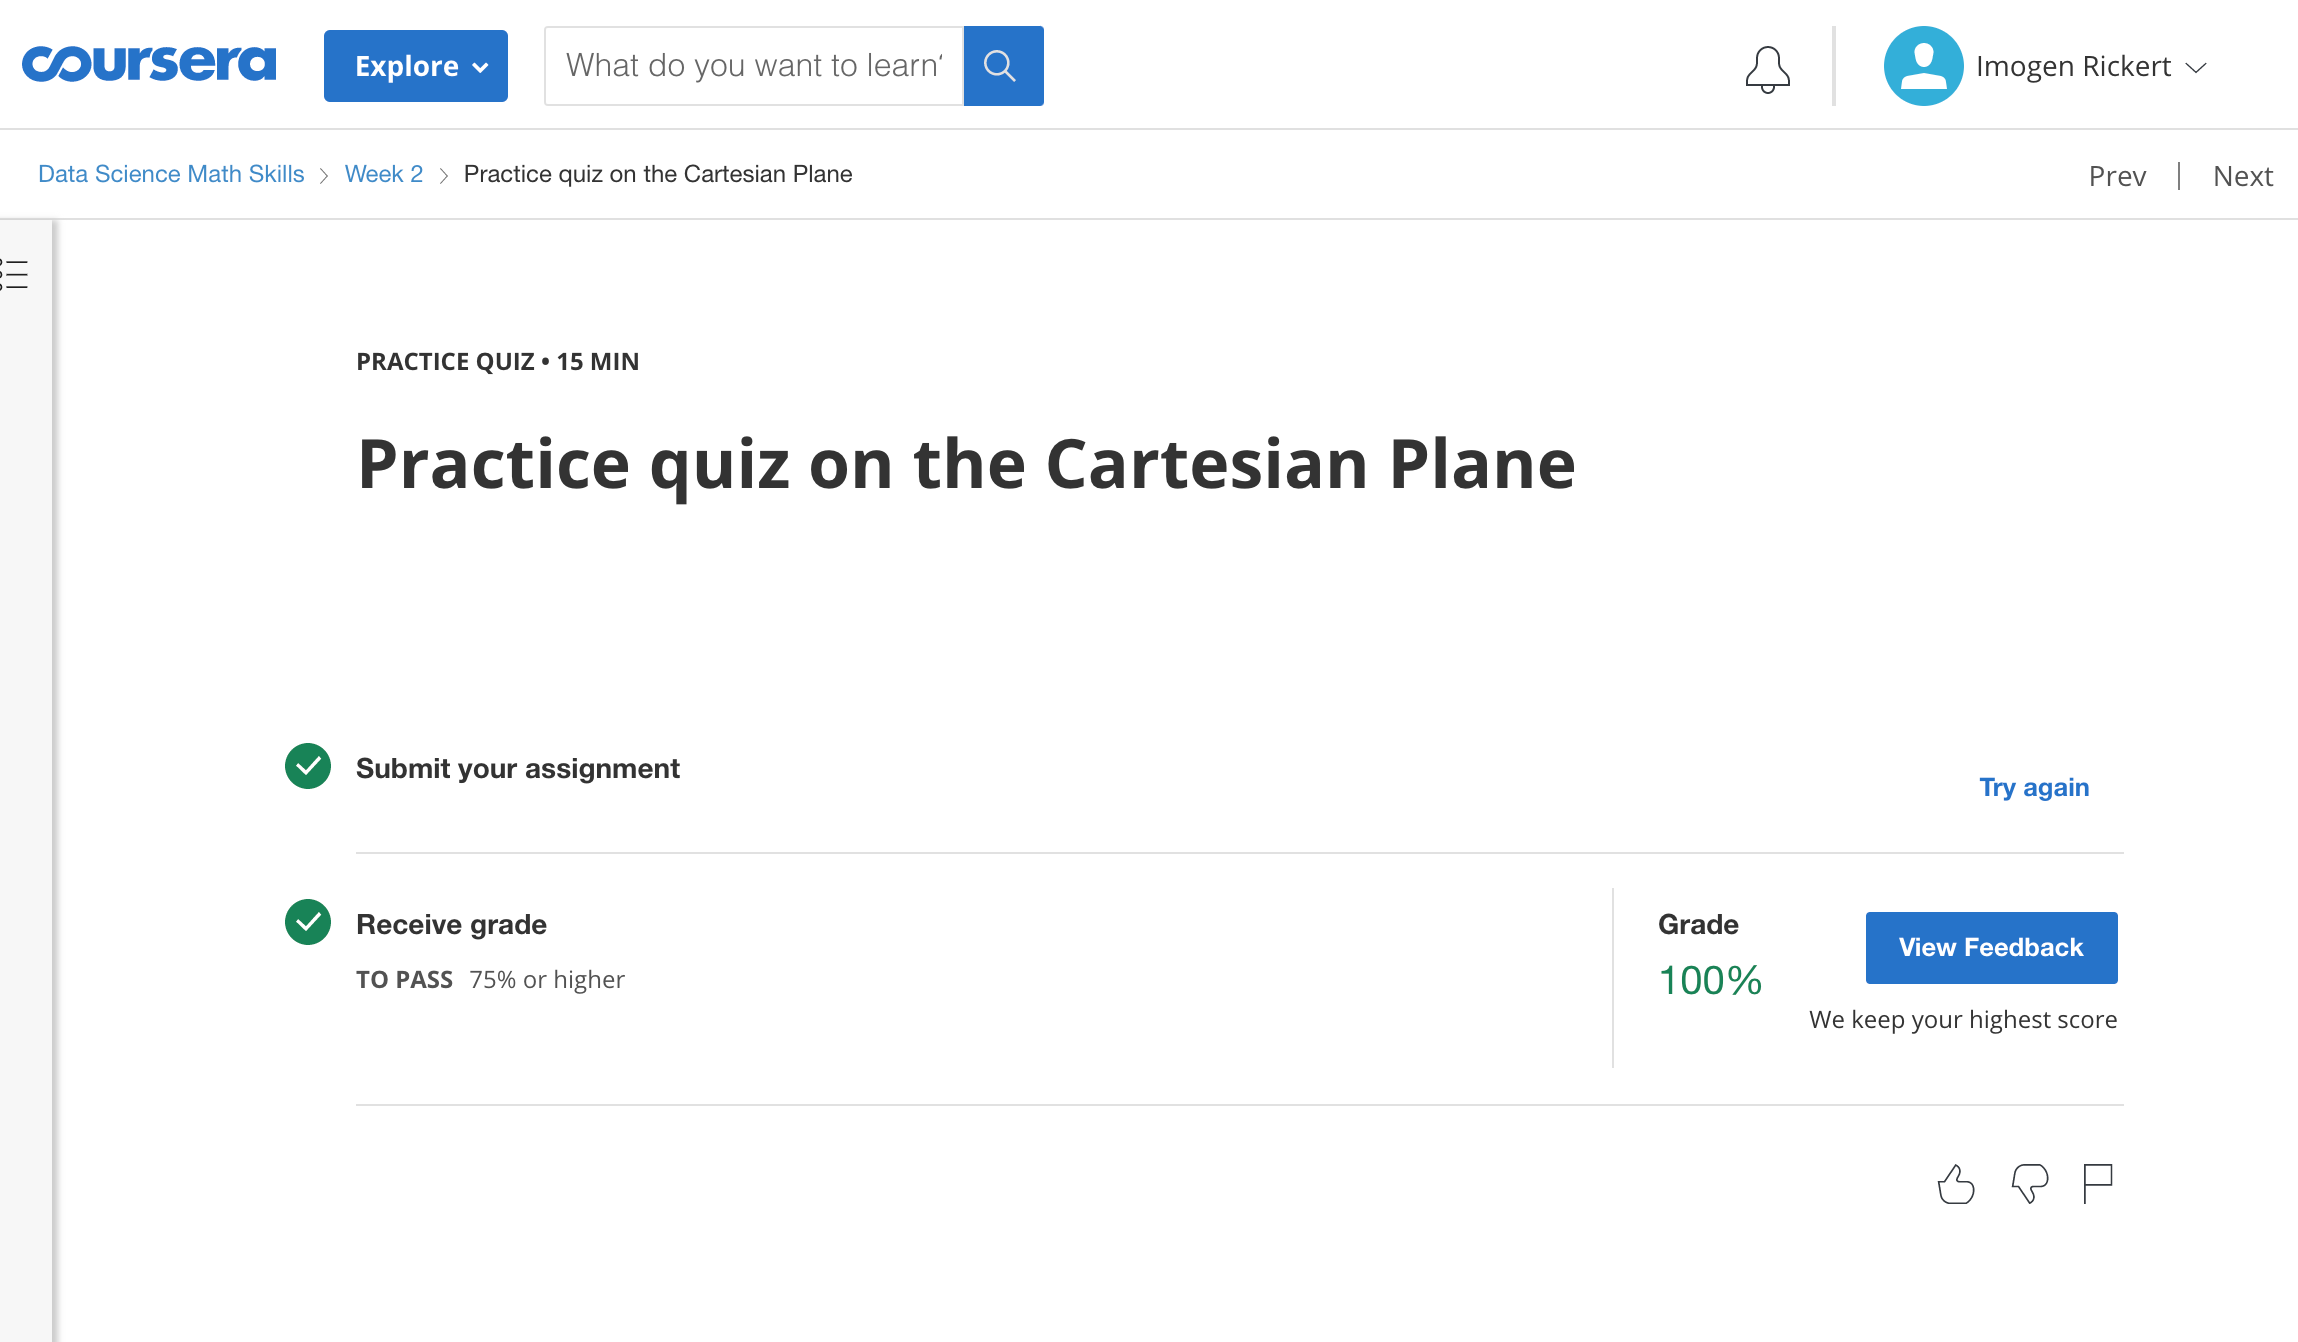 coursera Explore What do you want to learn Imogen Rickert
Data Science Math Skills Week 2 Practice quiz on the Cartesian Plane Prev | Next
PRACTICE QUIZ • 15 MIN
Practice quiz on the Cartesian Plane
Submit your assignment
Try again
Receive grade
Grade
View Feedback
TO PASS 75% or higher
100%
We keep your highest score